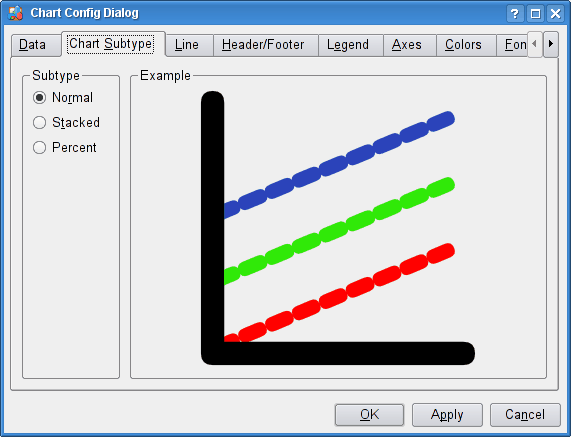 Chart Config Dialog
Data Chart Subtype Line Header/Footer Legend Axes Colors Fon
Subtype Example
Normal
Stacked
Percent
OK Apply Cancel